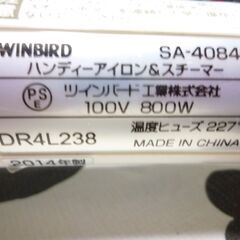 WINBIRD SA-4084
ハンディーアイロン&スチーマー
PSE ツインバード工業株式会社
100V 800W
DR4L238 温度ヒューズ 227°
MADE IN CHINA
2014年製